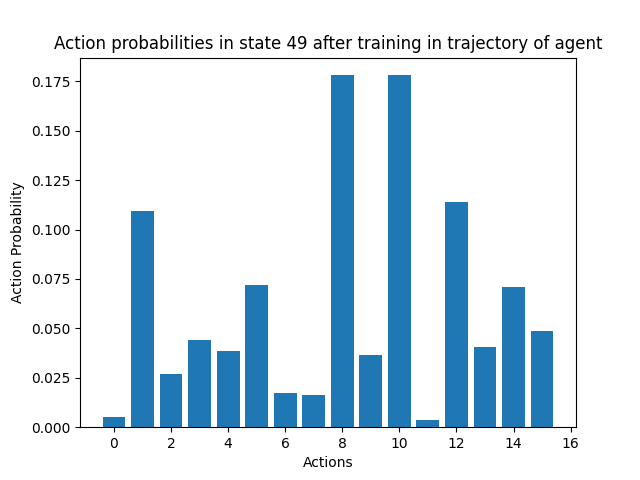 Action probabilities in state 49 after training in trajectory of agent
0.175
0.150
0.125
0.100
0.075
0.050
0.025
0.000
Action Probability
0 2 4 6 8 10 12 14 16
Actions